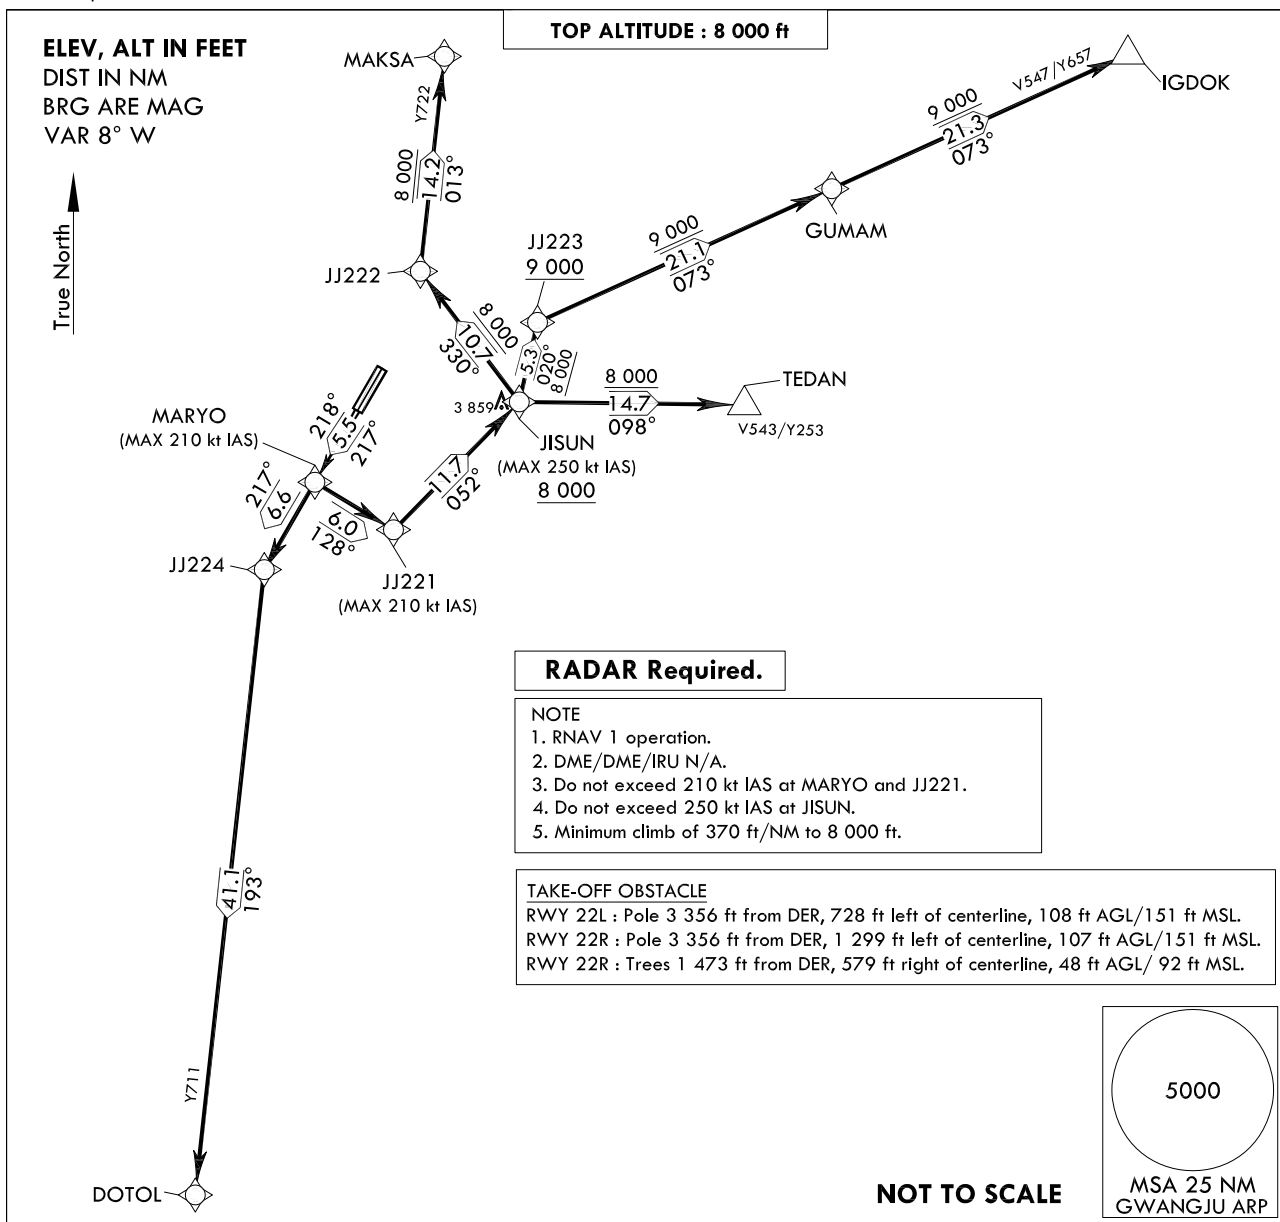 TOP ALTITUDE : 8 000 ft
ELEV, ALT IN FEET
DIST IN NM
BRG ARE MAG
VAR 8° W
True North
MAKSA
Y722
8 000
14.2
013°
JJ222
V547/Y657
IGDOK
9 000
21.3
073°
GUMAM
9 000
21.1
073°
JJ223
9 000
8 000
10.7
330°
5.3
020°
8 000
8 000
14.7
098°
TEDAN
V543/Y253
3 859
JISUN
(MAX 250 kt IAS)
8 000
MARYO
(MAX 210 kt IAS)
218°
5.5
217°
11.7
052°
217°
6.6
6.0
128°
JJ224
JJ221
(MAX 210 kt IAS)
RADAR Required.
NOTE
1. RNAV 1 operation.
2. DME/DME/IRU N/A.
3. Do not exceed 210 kt IAS at MARYO and JJ221.
4. Do not exceed 250 kt IAS at JISUN.
5. Minimum climb of 370 ft/NM to 8 000 ft.
41.1
193°
TAKE-OFF OBSTACLE
RWY 22L : Pole 3 356 ft from DER, 728 ft left of centerline, 108 ft AGL/151 ft MSL.
RWY 22R : Pole 3 356 ft from DER, 1 299 ft left of centerline, 107 ft AGL/151 ft MSL.
RWY 22R : Trees 1 473 ft from DER, 579 ft right of centerline, 48 ft AGL/ 92 ft MSL.
Y711
DOTOL
5000
NOT TO SCALE
MSA 25 NM
GWANGJU ARP